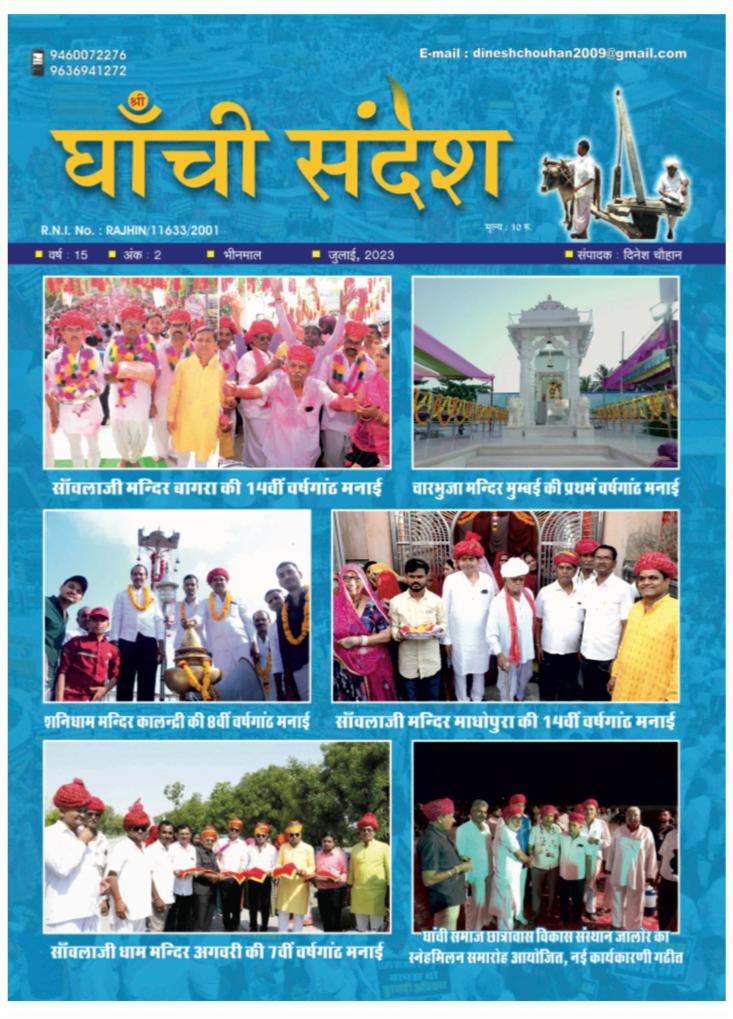 9460072276
9636941272
E-mail : dineshchouhan2009@gmail.com
श्री
घाँची संदेश
R.N.I. No. : RAJHIN/11633/2001
मूल्य : 10 रु.
वर्ष : 15 अंक : 2 भीनमाल जुलाई, 2023 संपादक : दिनेश चौहान
साँवलाजी मन्दिर बागरा की 14वीं वर्षगांठ मनाई
चारभुजा मन्दिर मुम्बई की प्रथम वर्षगांठ मनाई
शनिधाम मन्दिर कालन्द्री की 8वीं वर्षगांठ मनाई
साँवलाजी मन्दिर माधोपुरा की 14वीं वर्षगांठ मनाई
साँवलाजी धाम मन्दिर अगवरी की 7वीं वर्षगांठ मनाई
घांची समाज छात्रावास विकास संस्थान जालोर का
स्नेहमिलन समारोह आयोजित, नई कार्यकारणी गठीत